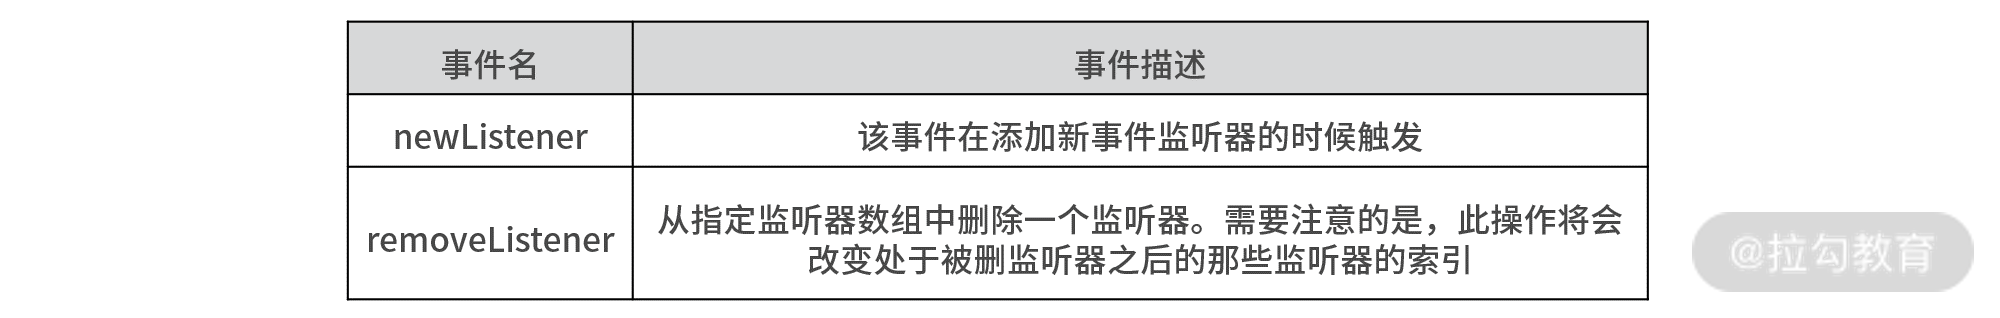 事件名
事件描述
newListener
该事件在添加新事件监听器的时候触发
removeListener
从指定监听器数组中删除一个监听器。需要注意的是，此操作将会
改变处于被删监听器之后的那些监听器的索引
@拉勾教育